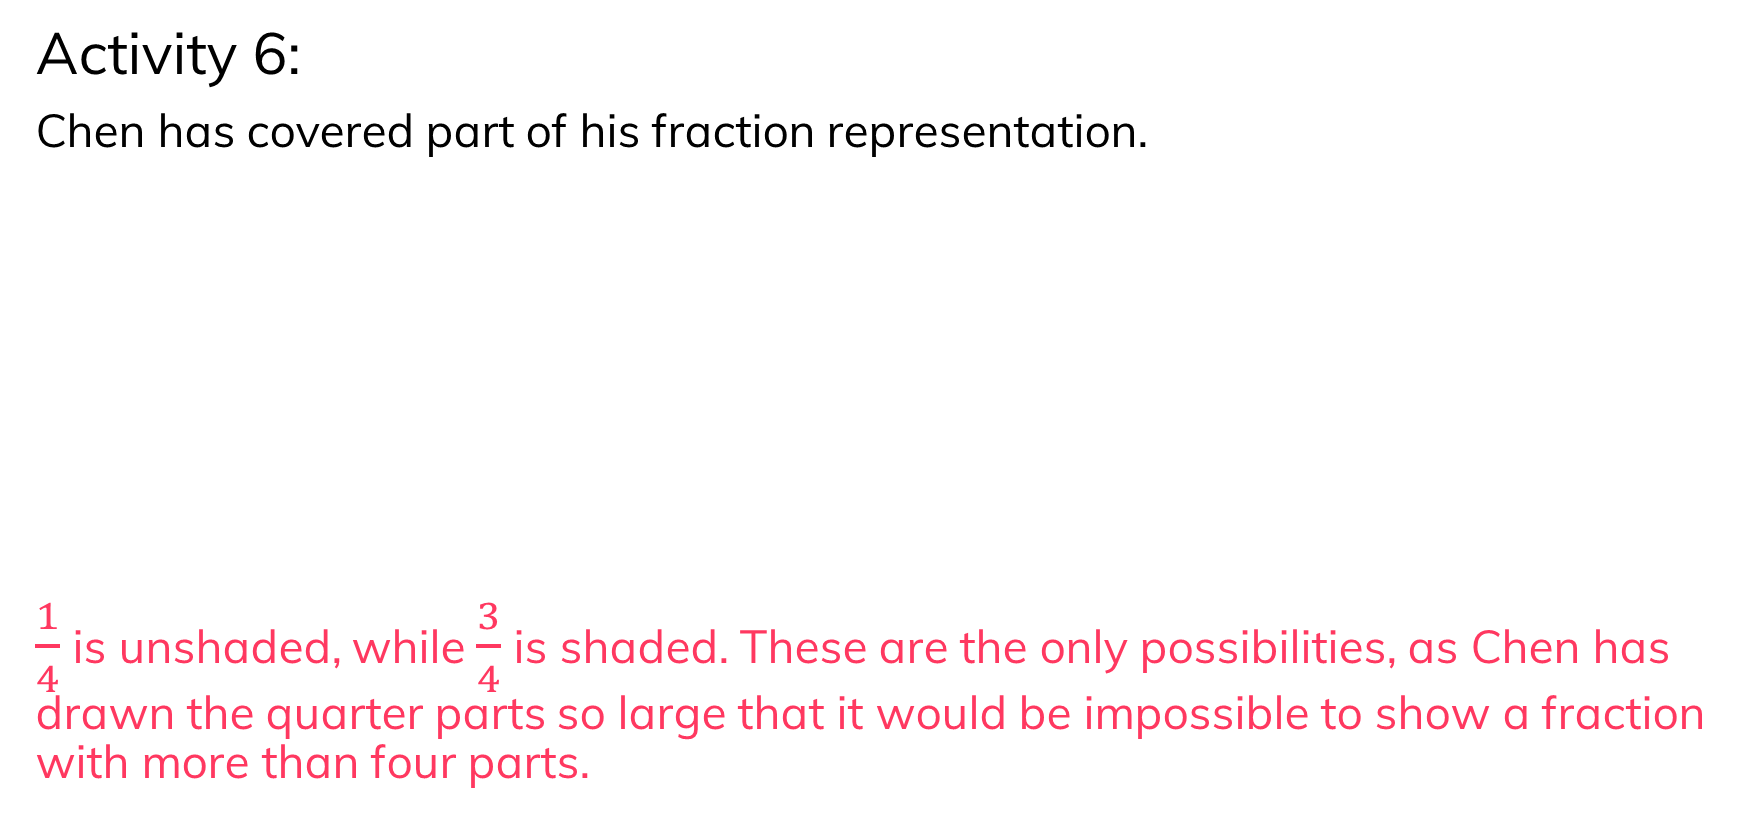 Activity 6:
Chen has covered part of his fraction representation.
1/4 is unshaded, while 3/4 is shaded. These are the only possibilities, as Chen has
drawn the quarter parts so large that it would be impossible to show a fraction
with more than four parts.